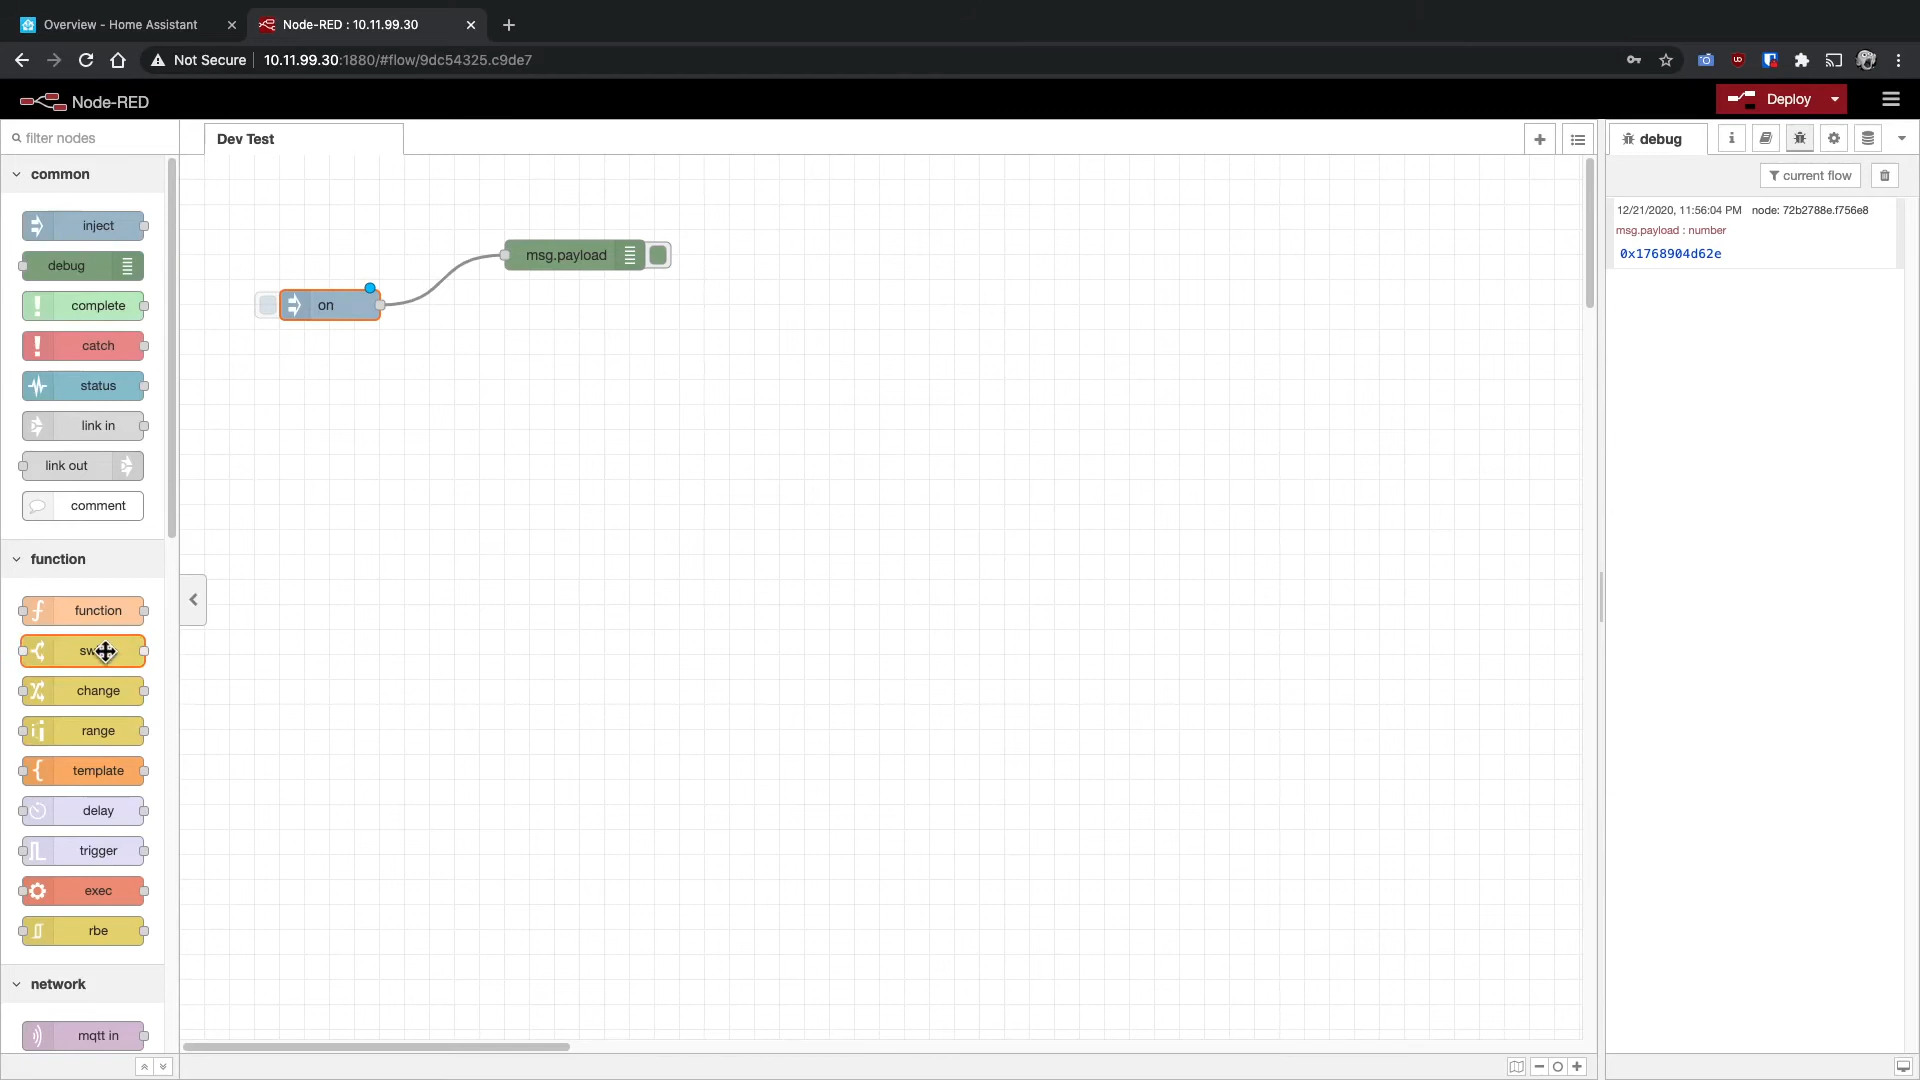 Overview - Home Assistant
Node-RED : 10.11.99.30
Not Secure
10.11.99.30:1880/#flow/9dc54325.c9de7
Node-RED
Deploy
filter nodes
Dev Test
debug
common
current flow
inject
debug
complete
catch
status
link in
link out
comment
function
function
change
range
template
delay
trigger
exec
rbe
network
mqtt in
msg.payload
on
12/21/2020, 11:56:04 PM node: 72b2788e.f756e8
msg.payload : number
0x1768904d62e